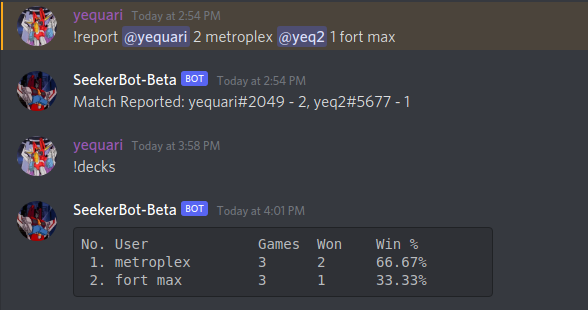 yequari Today at 2:54 PM
!report @yequari 2 metroplex @yeq2 1 fort max
SeekerBot-Beta BOT Today at 2:54 PM
Match Reported: yequari#2049 - 2, yeq2#5677 - 1
yequari Today at 3:58 PM
!decks
SeekerBot-Beta BOT Today at 4:01 PM
No. User Games Won Win %
1. metroplex 3 2 66.67%
2. fort max 3 1 33.33%